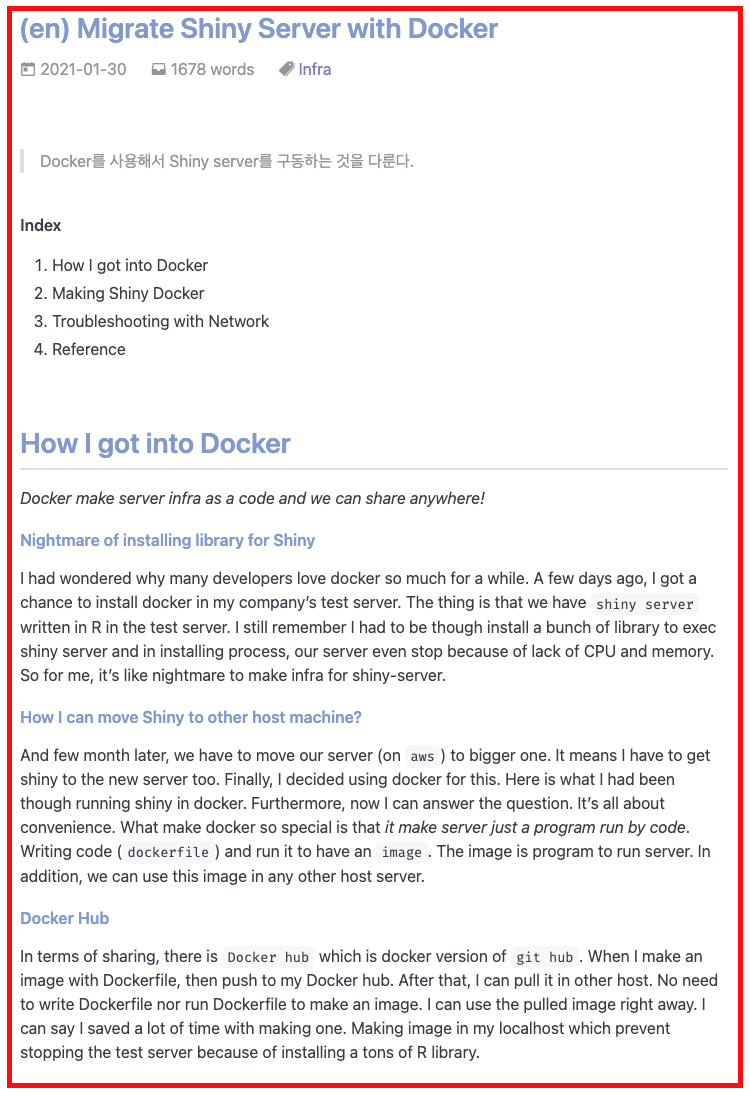 (en) Migrate Shiny Server with Docker
2021-01-30 1678 words Infra
Docker를 사용해서 Shiny server를 구동하는 것을 다룬다.
Index
1. How I got into Docker
2. Making Shiny Docker
3. Troubleshooting with Network
4. Reference
How I got into Docker
Docker make server infra as a code and we can share anywhere!
Nightmare of installing library for Shiny
I had wondered why many developers love docker so much for a while. A few days ago, I got a
chance to install docker in my company’s test server. The thing is that we have shiny server
written in R in the test server. I still remember I had to be though install a bunch of library to exec
shiny server and in installing process, our server even stop because of lack of CPU and memory.
So for me, it’s like nightmare to make infra for shiny-server.
How I can move Shiny to other host machine?
And few month later, we have to move our server (on aws ) to bigger one. It means I have to get
shiny to the new server too. Finally, I decided using docker for this. Here is what I had been
though running shiny in docker. Furthermore, now I can answer the question. It’s all about
convenience. What make docker so special is that it make server just a program run by code.
Writing code ( dockerfile ) and run it to have an image . The image is program to run server. In
addition, we can use this image in any other host server.
Docker Hub
In terms of sharing, there is Docker hub which is docker version of git hub . When I make an
image with Dockerfile, then push to my Docker hub. After that, I can pull it in other host. No need
to write Dockerfile nor run Dockerfile to make an image. I can use the pulled image right away. I
can say I saved a lot of time with making one. Making image in my localhost which prevent
stopping the test server because of installing a tons of R library.